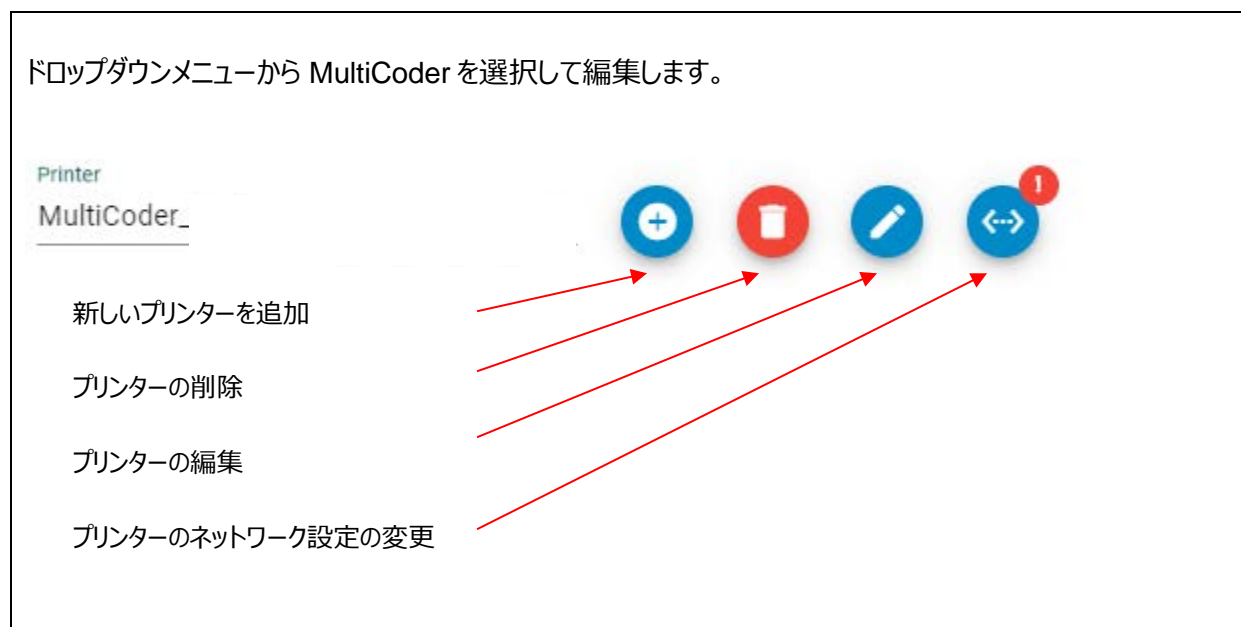 ドロップダウンメニューから MultiCoder を選択して編集します。
Printer
MultiCoder_
!
新しいプリンターを追加
プリンターの削除
プリンターの編集
プリンターのネットワーク設定の変更